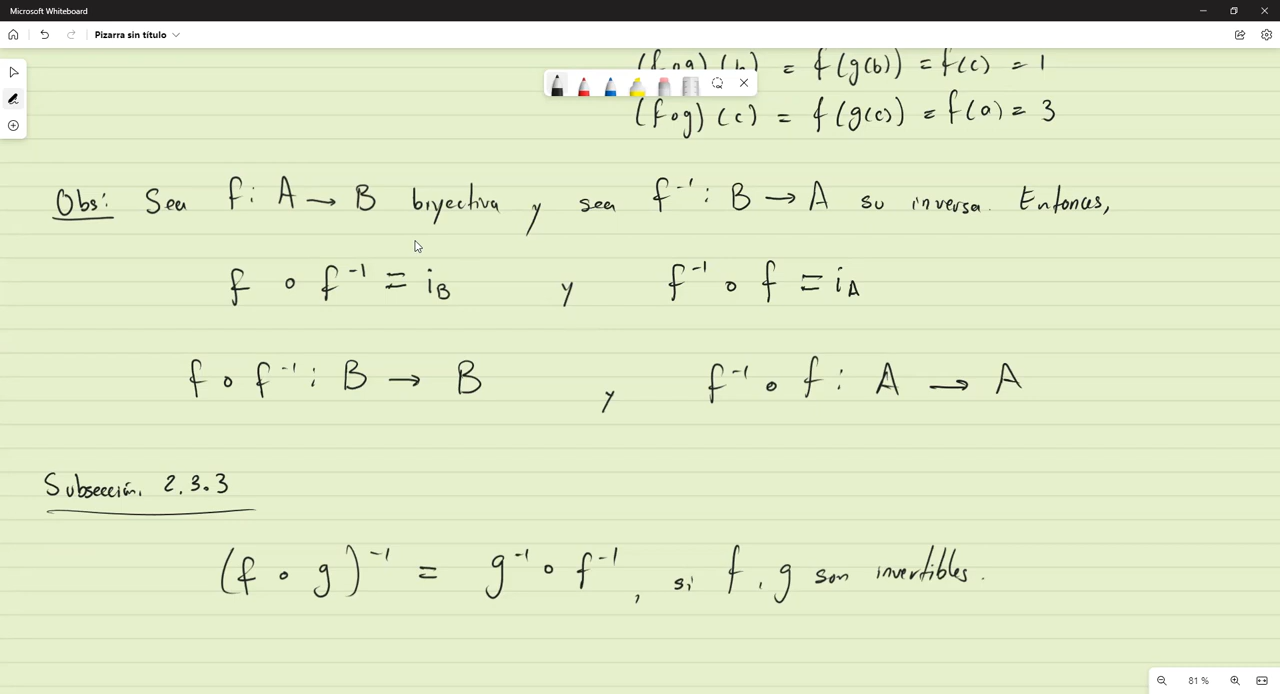 Microsoft Whiteboard
Pizarra sin título
(f∘g)(b) = f(g(b)) = f(c) = 1
(f∘g)(c) = f(g(c)) = f(a) = 3
Obs: Sea f: A → B biyectiva y sea f⁻¹: B → A su inversa. Entonces,
f ∘ f⁻¹ = i_B y f⁻¹ ∘ f = i_A
f ∘ f⁻¹: B → B y f⁻¹ ∘ f: A → A
Subsección. 2.3.3
(f ∘ g)⁻¹ = g⁻¹ ∘ f⁻¹, si f, g son invertibles.
81 %